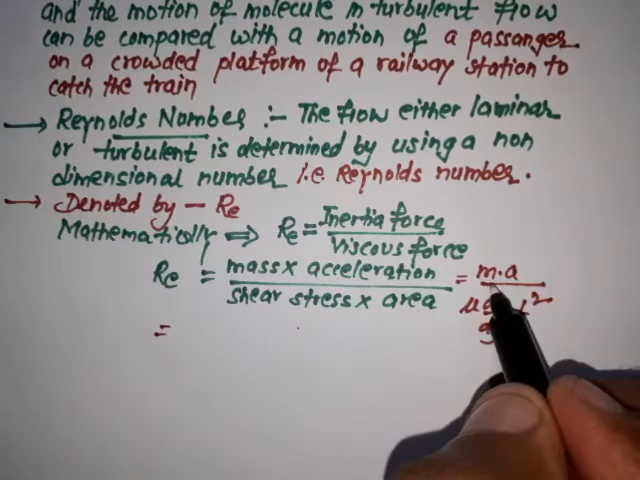 and the motion of molecule in turbulent flow
can be compared with a motion of a passanger
on a crowded platform of a railway station to
catch the train
→ Reynolds Number :- The flow either laminar
or turbulent is determined by using a non
dimensional number i.e Reynolds number.
→ Denoted by - Re
Mathematically ⇒ Re = Inertia force / Viscous force
Re = mass x acceleration / shear stress x area = m.a / μ
=